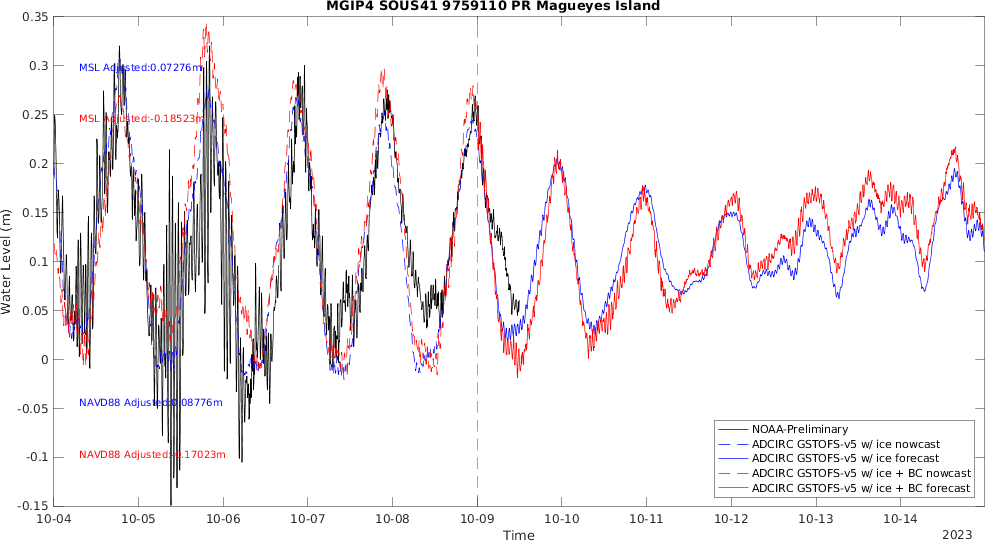 MGIP4 SOUS41 9759110 PR Magueyes Island
0.35
0.3
0.25
0.2
0.15
0.1
0.05
0
-0.05
-0.1
-0.15
Water Level (m)
MSL Adjusted:0.07276m
MSL Adjusted:-0.18523m
NAVD88 Adjusted:0.08776m
NAVD88 Adjusted:-0.17023m
NOAA-Preliminary
ADCIRC GSTOFS-v5 w/ ice nowcast
ADCIRC GSTOFS-v5 w/ ice forecast
ADCIRC GSTOFS-v5 w/ ice + BC nowcast
ADCIRC GSTOFS-v5 w/ ice + BC forecast
10-04 10-05 10-06 10-07 10-08 10-09 10-10 10-11 10-12 10-13 10-14
Time
2023